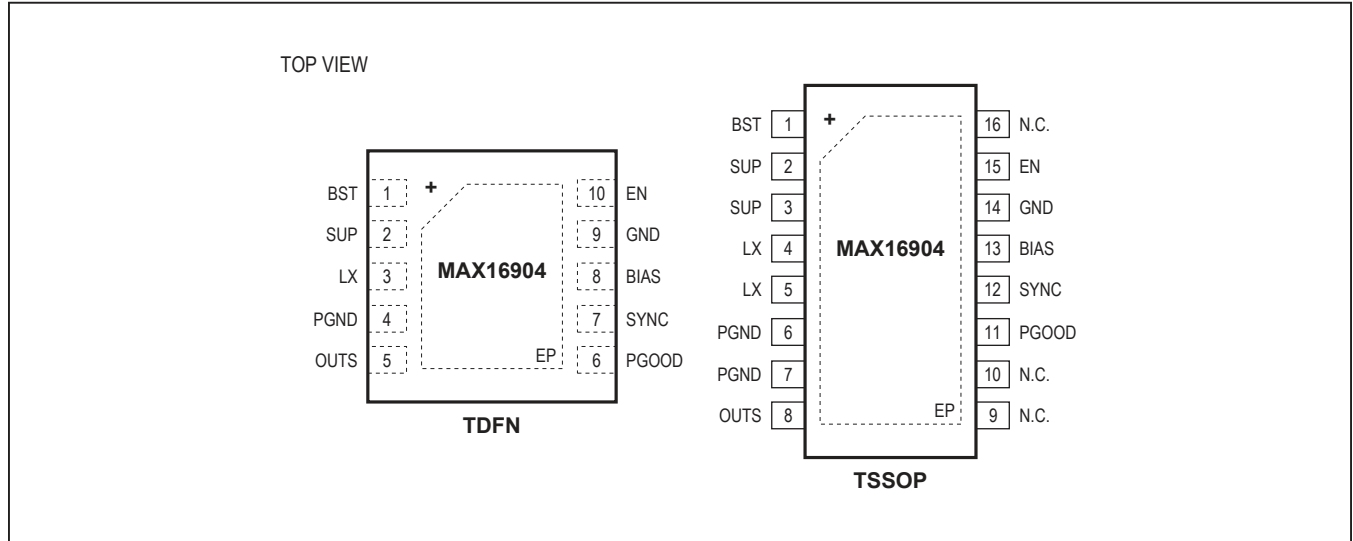 TOP VIEW
BST 1 + 10 EN
SUP 2 9 GND
LX 3 MAX16904 8 BIAS
PGND 4 7 SYNC
OUTS 5 EP 6 PGOOD
TDFN
BST 1 + 16 N.C.
SUP 2 15 EN
SUP 3 14 GND
LX 4 MAX16904 13 BIAS
LX 5 12 SYNC
PGND 6 11 PGOOD
PGND 7 10 N.C.
OUTS 8 EP 9 N.C.
TSSOP